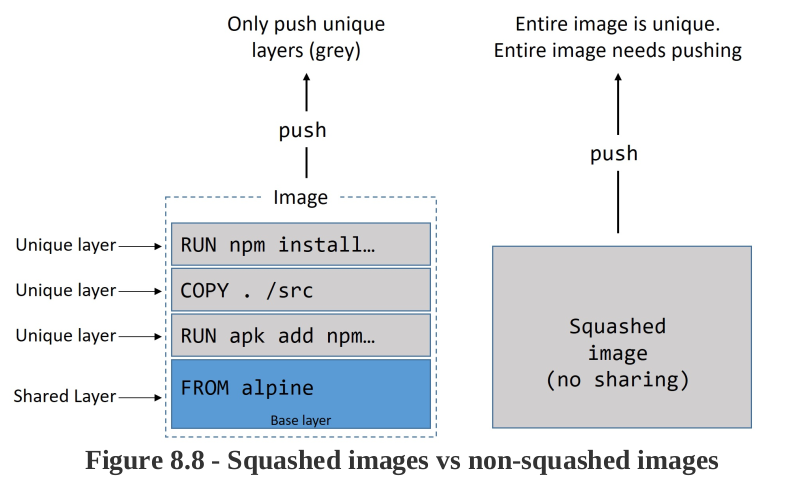 Only push unique
layers (grey)
push
Image
Unique layer
RUN npm install…
Unique layer
COPY . /src
Unique layer
RUN apk add npm…
Shared Layer
FROM alpine
Base layer
Entire image is unique.
Entire image needs pushing
push
Squashed
image
(no sharing)
Figure 8.8 - Squashed images vs non-squashed images